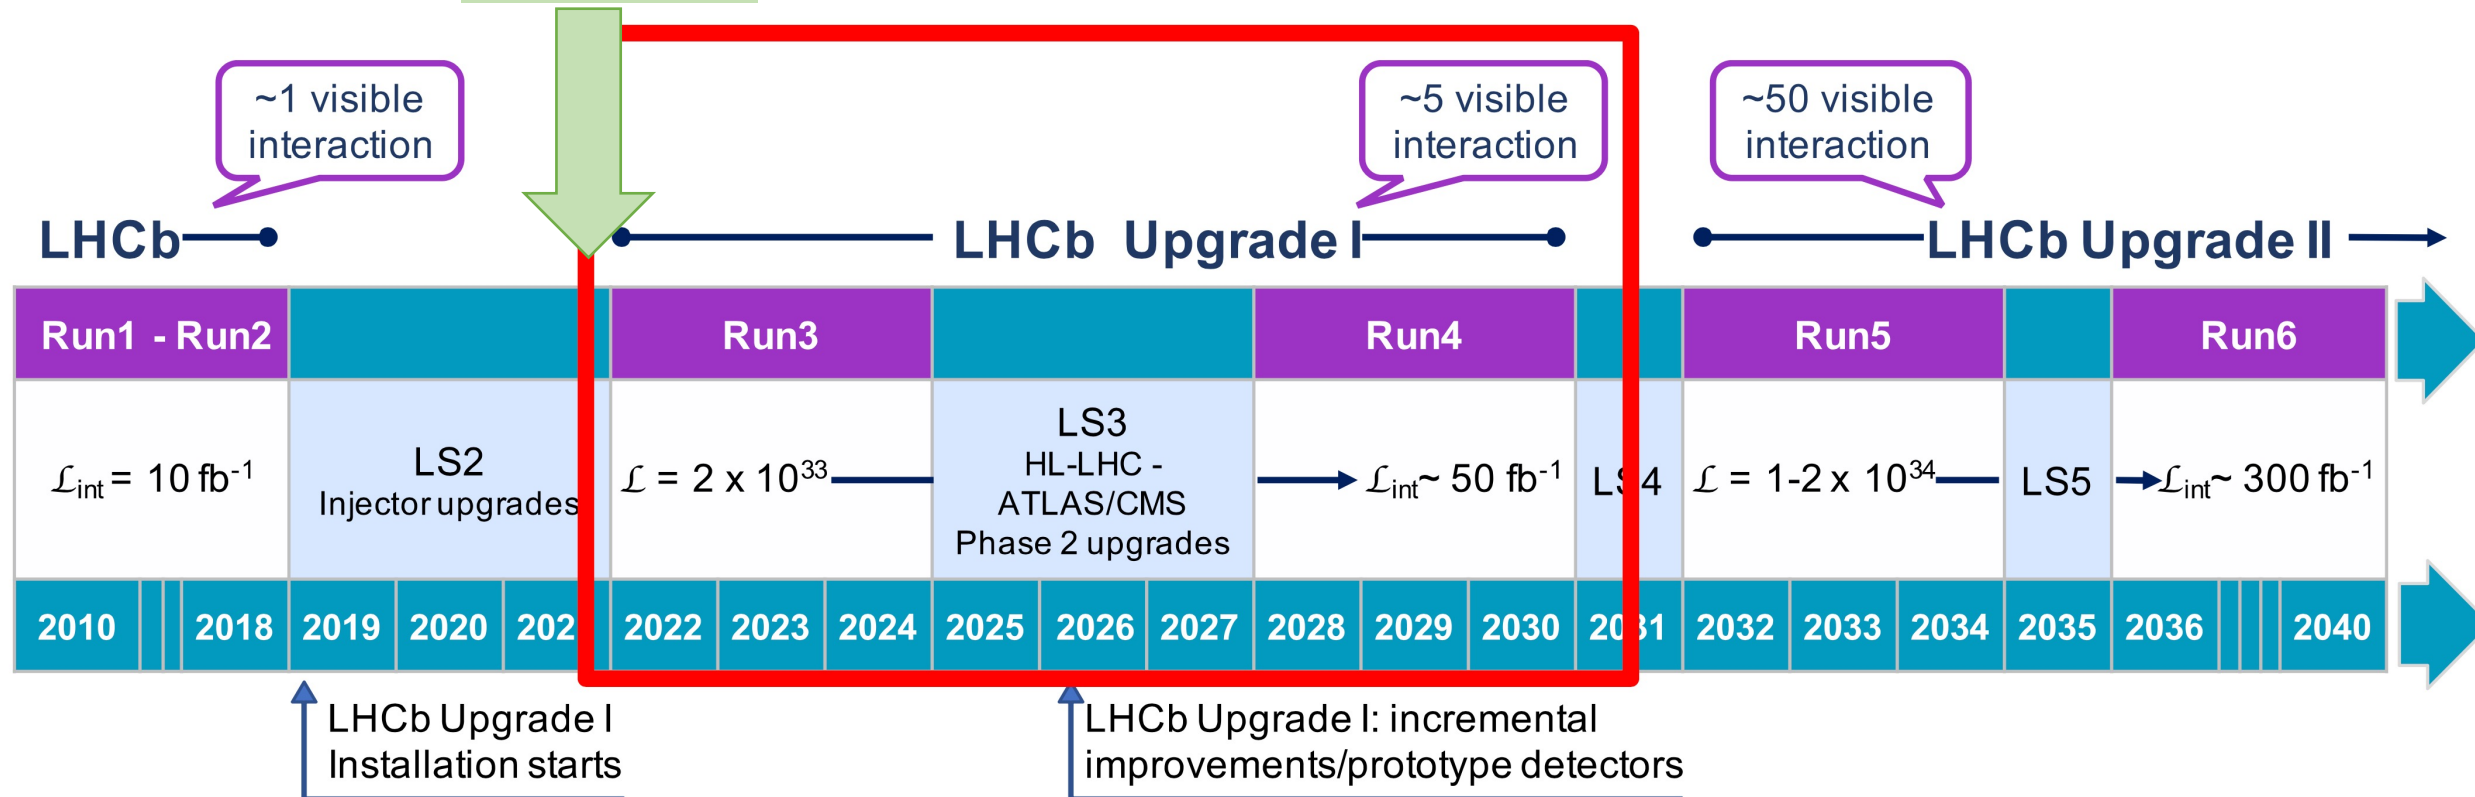 ~1 visible
interaction
~5 visible
interaction
~50 visible
interaction
LHCb
LHCb Upgrade I
LHCb Upgrade II
Run1 - Run2
Run3
Run4
Run5
Run6
ℒint = 10 fb-1
LS2
Injector upgrades
ℒ = 2 x 10³³
LS3
HL-LHC -
ATLAS/CMS
Phase 2 upgrades
ℒint~ 50 fb-1
LS4
ℒ = 1-2 x 10³⁴
LS5
ℒint~ 300 fb-1
2010 2018 2019 2020 2021 2022 2023 2024 2025 2026 2027 2028 2029 2030 2031 2032 2033 2034 2035 2036 2040
LHCb Upgrade I
Installation starts
LHCb Upgrade I: incremental
improvements/prototype detectors